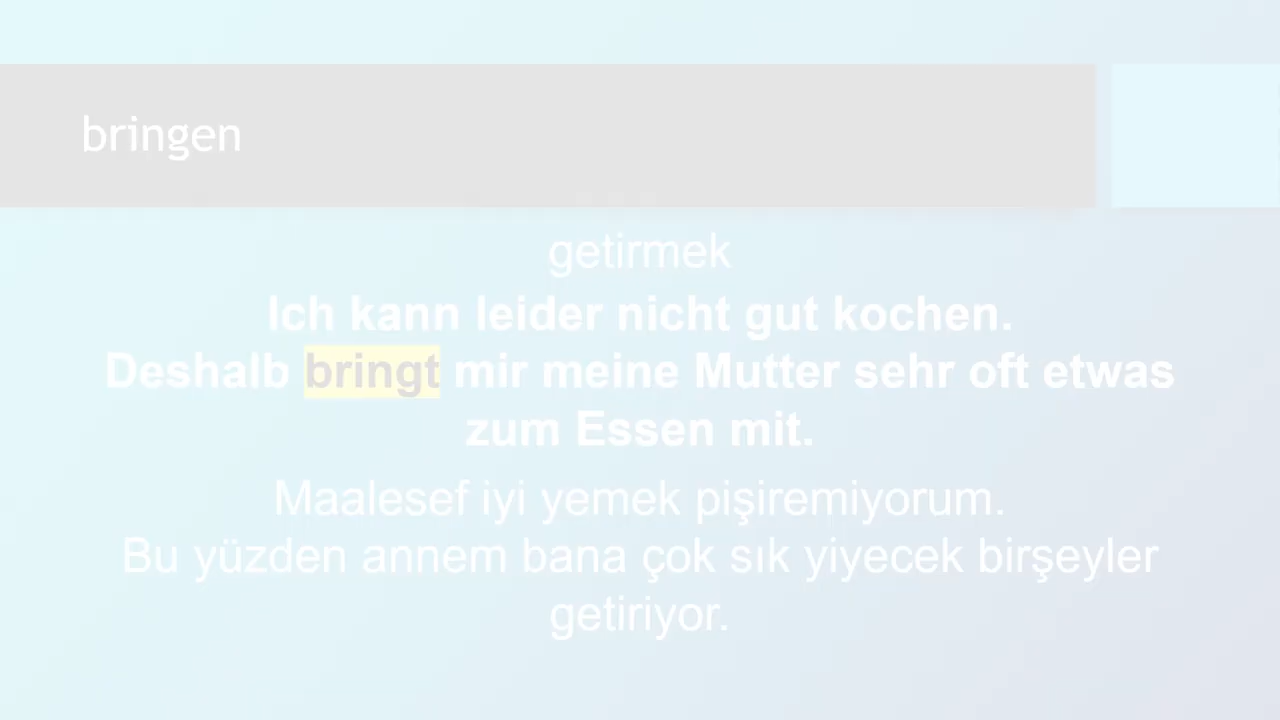 bringen
getirmek
Ich kann leider nicht gut kochen.
Deshalb bringt mir meine Mutter sehr oft etwas
zum Essen mit.
Maalesef iyi yemek pişiremiyorum.
Bu yüzden annem bana çok sık yiyecek birşeyler
getiriyor.